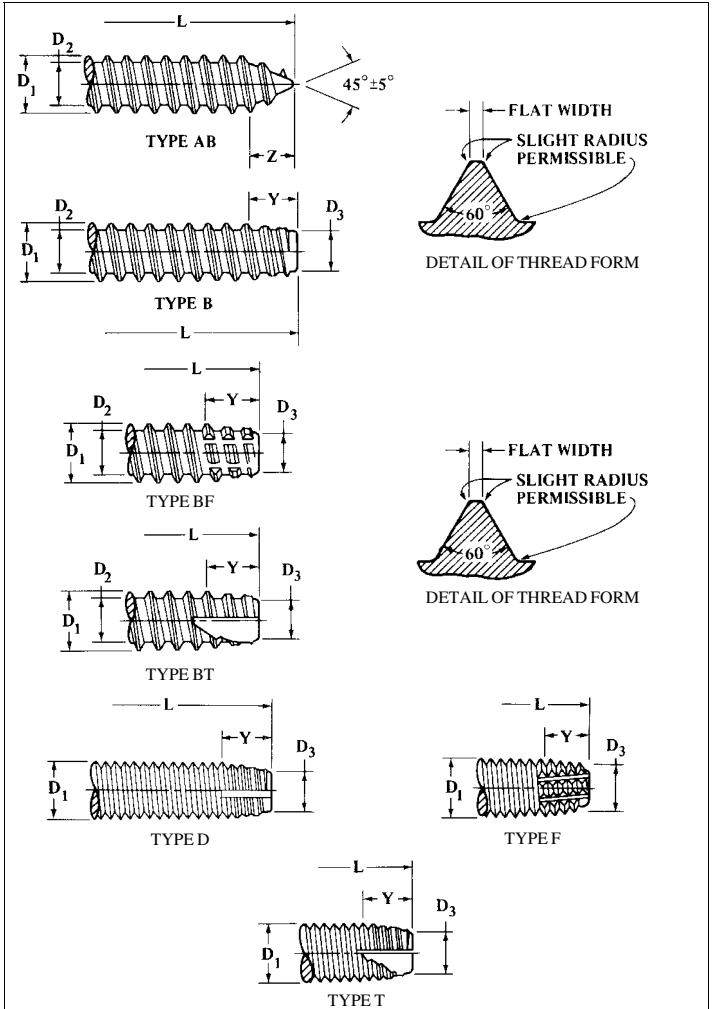 L
D2
D1
45°±5°
TYPE AB
Z
FLAT WIDTH
SLIGHT RADIUS
PERMISSIBLE
60°
DETAIL OF THREAD FORM
Y
D2
D3
D1
TYPE B
L
L
Y
D2
D3
D1
TYPE BF
FLAT WIDTH
SLIGHT RADIUS
PERMISSIBLE
60°
DETAIL OF THREAD FORM
L
Y
D2
D3
D1
TYPE BT
L
Y
D3
D1
TYPE D
L
Y
D3
D1
TYPE F
L
Y
D3
D1
TYPE T